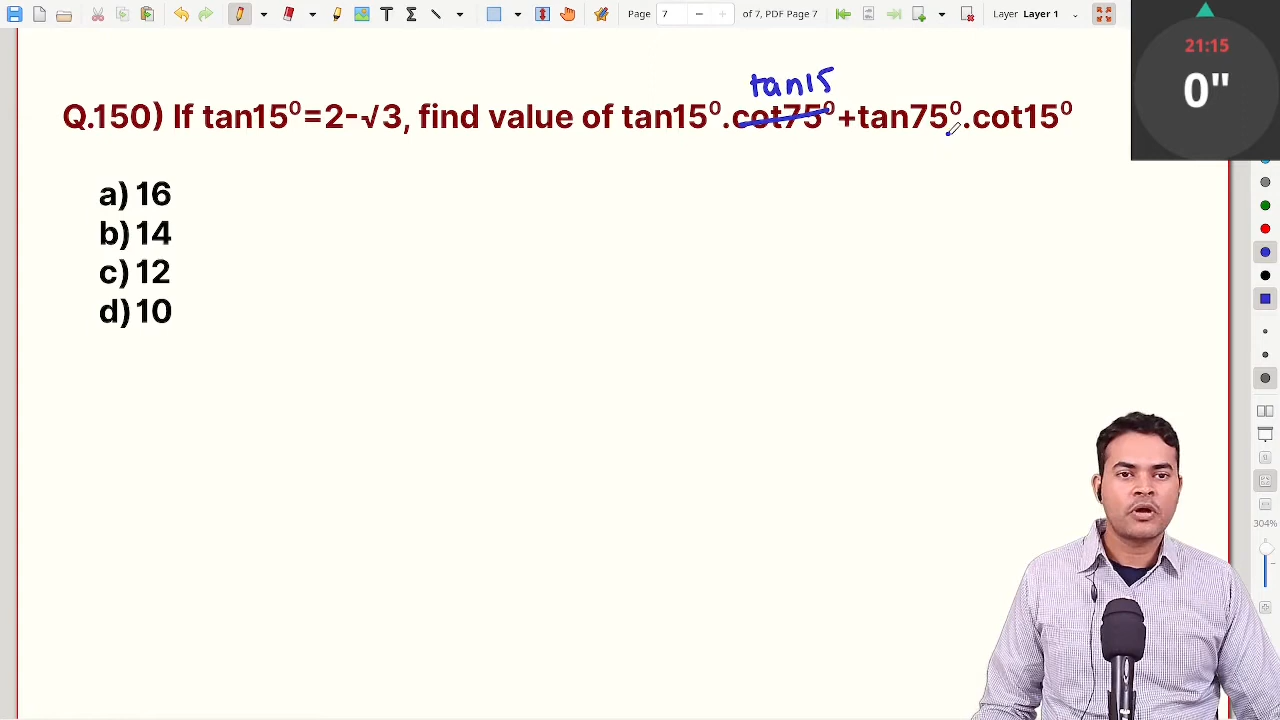 Page 7 of 7 PDF Page 7 Layer Layer 1
21:15
0"
tan15
Q.150) If tan15⁰=2-√3, find value of tan15⁰.cot75⁰+tan75⁰.cot15⁰
a) 16
b) 14
c) 12
d) 10
304%